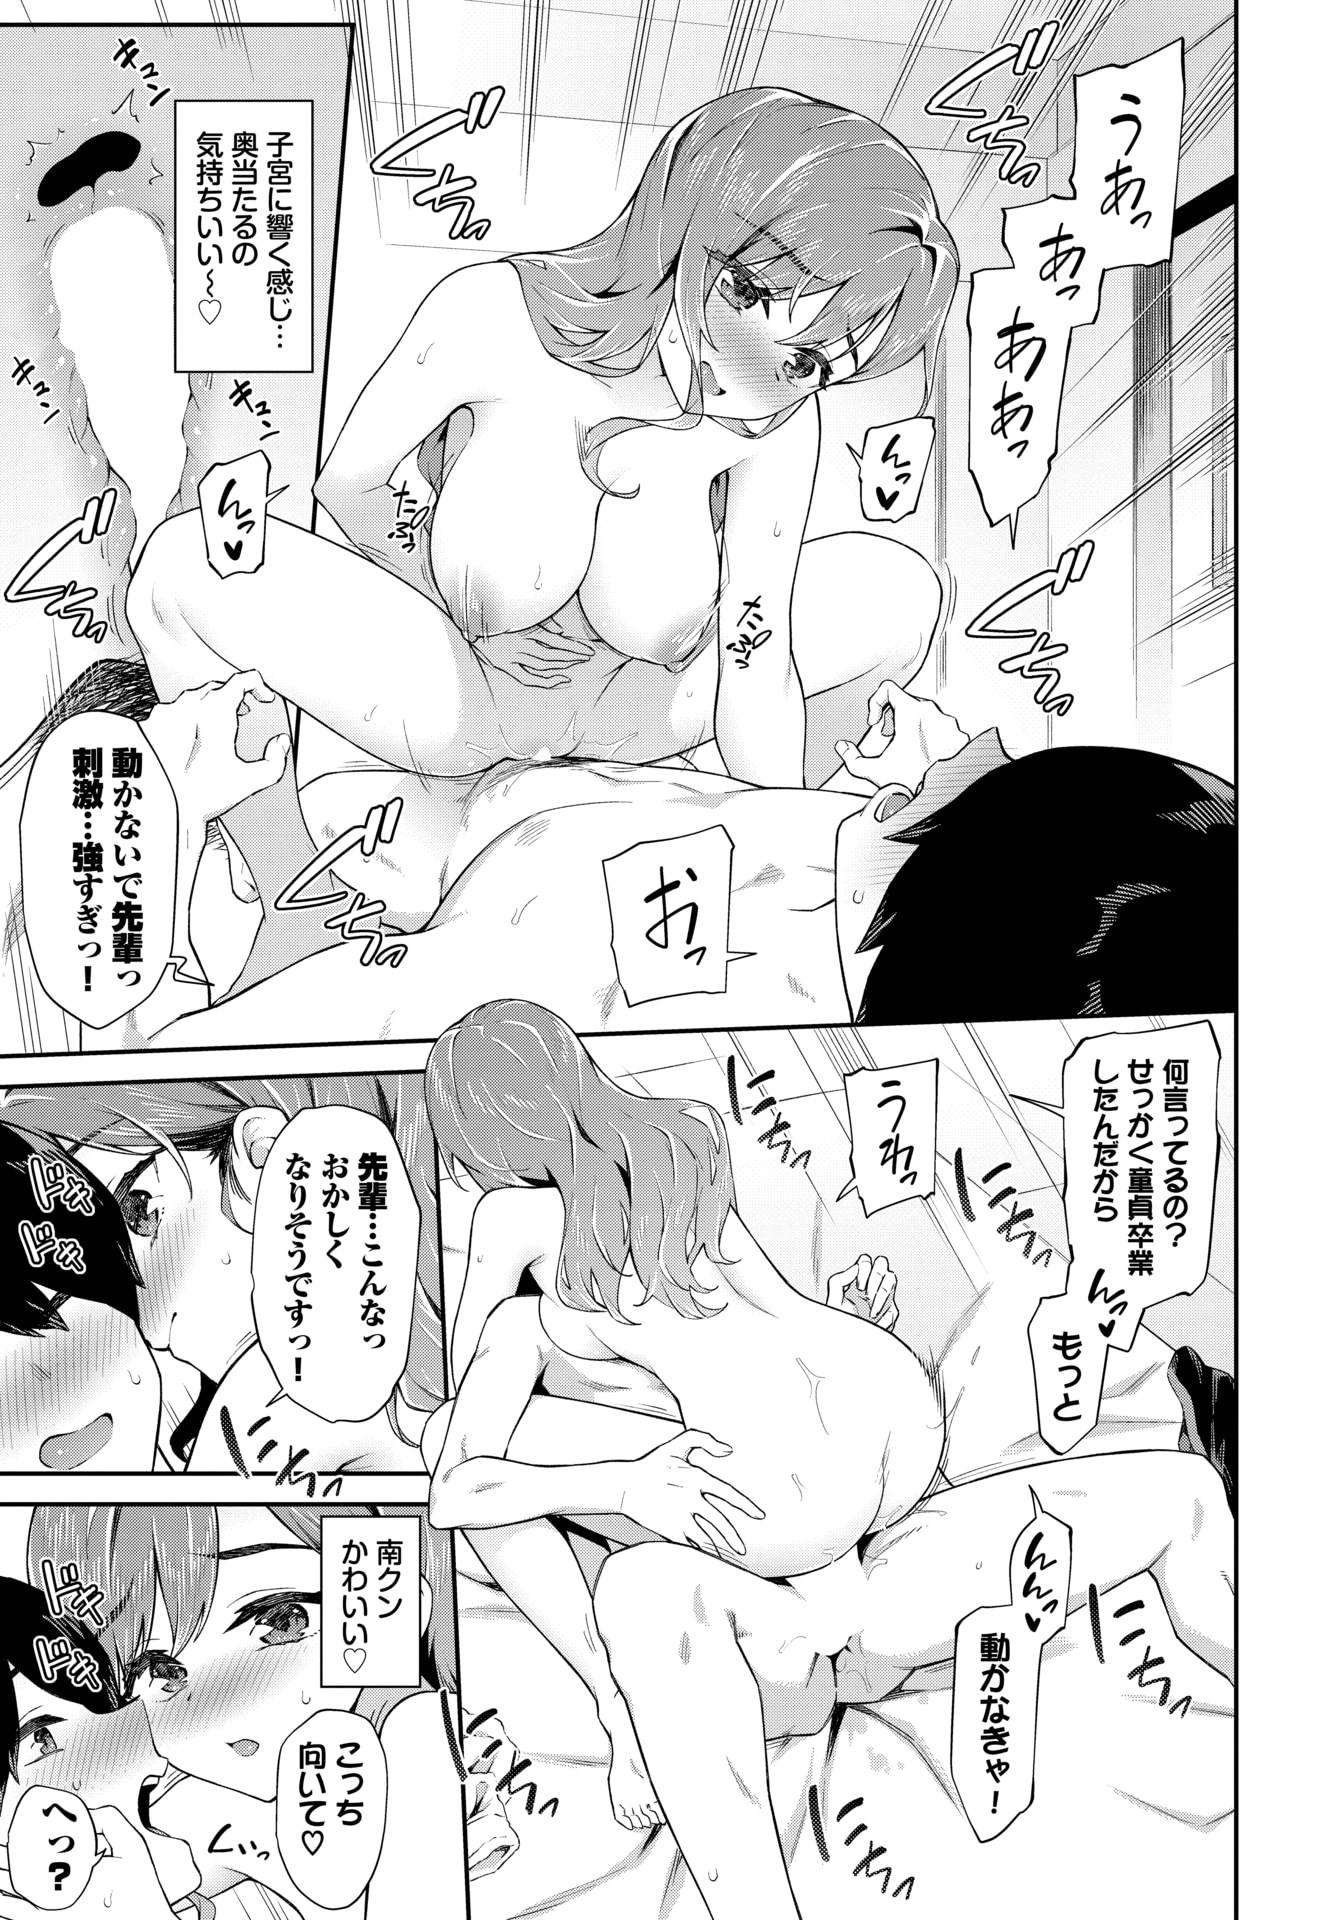 うあっ
あっ
ああっ
んっ♥
ぐちっ
ぐちっ
たぷっ
たぷっ
子宮に響く感じ…
奥当たるの
気持ちいい～♡
キュン
キュン
キュン
んっ♥
ぐちっ
ぐちっ
おっ
動かないで先輩っ
刺激…強すぎっ！
何言ってるの？
せっかく童貞卒業
したんだから
んっ♥
もっと
うわっ
にちっ
にちっ
んんっ♥
動かなきゃ！
にちっ
にちっ
にちっ
にちっ
先輩…こんなっ
おかしく
なりそうですっ！
ドキ
ドキ
南クン
かわいい♡
こっち
向いて♡
ドキ
ドキ
ぐいっ
へっ？